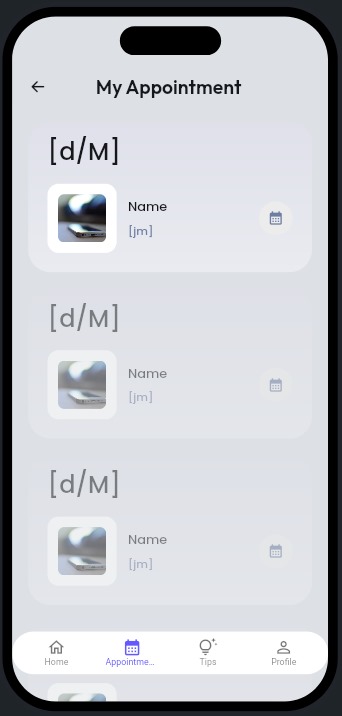 My Appointment
[d/M]
Name
[jm]
[d/M]
Name
[jm]
[d/M]
Name
[jm]
Home
Appointme...
Tips
Profile